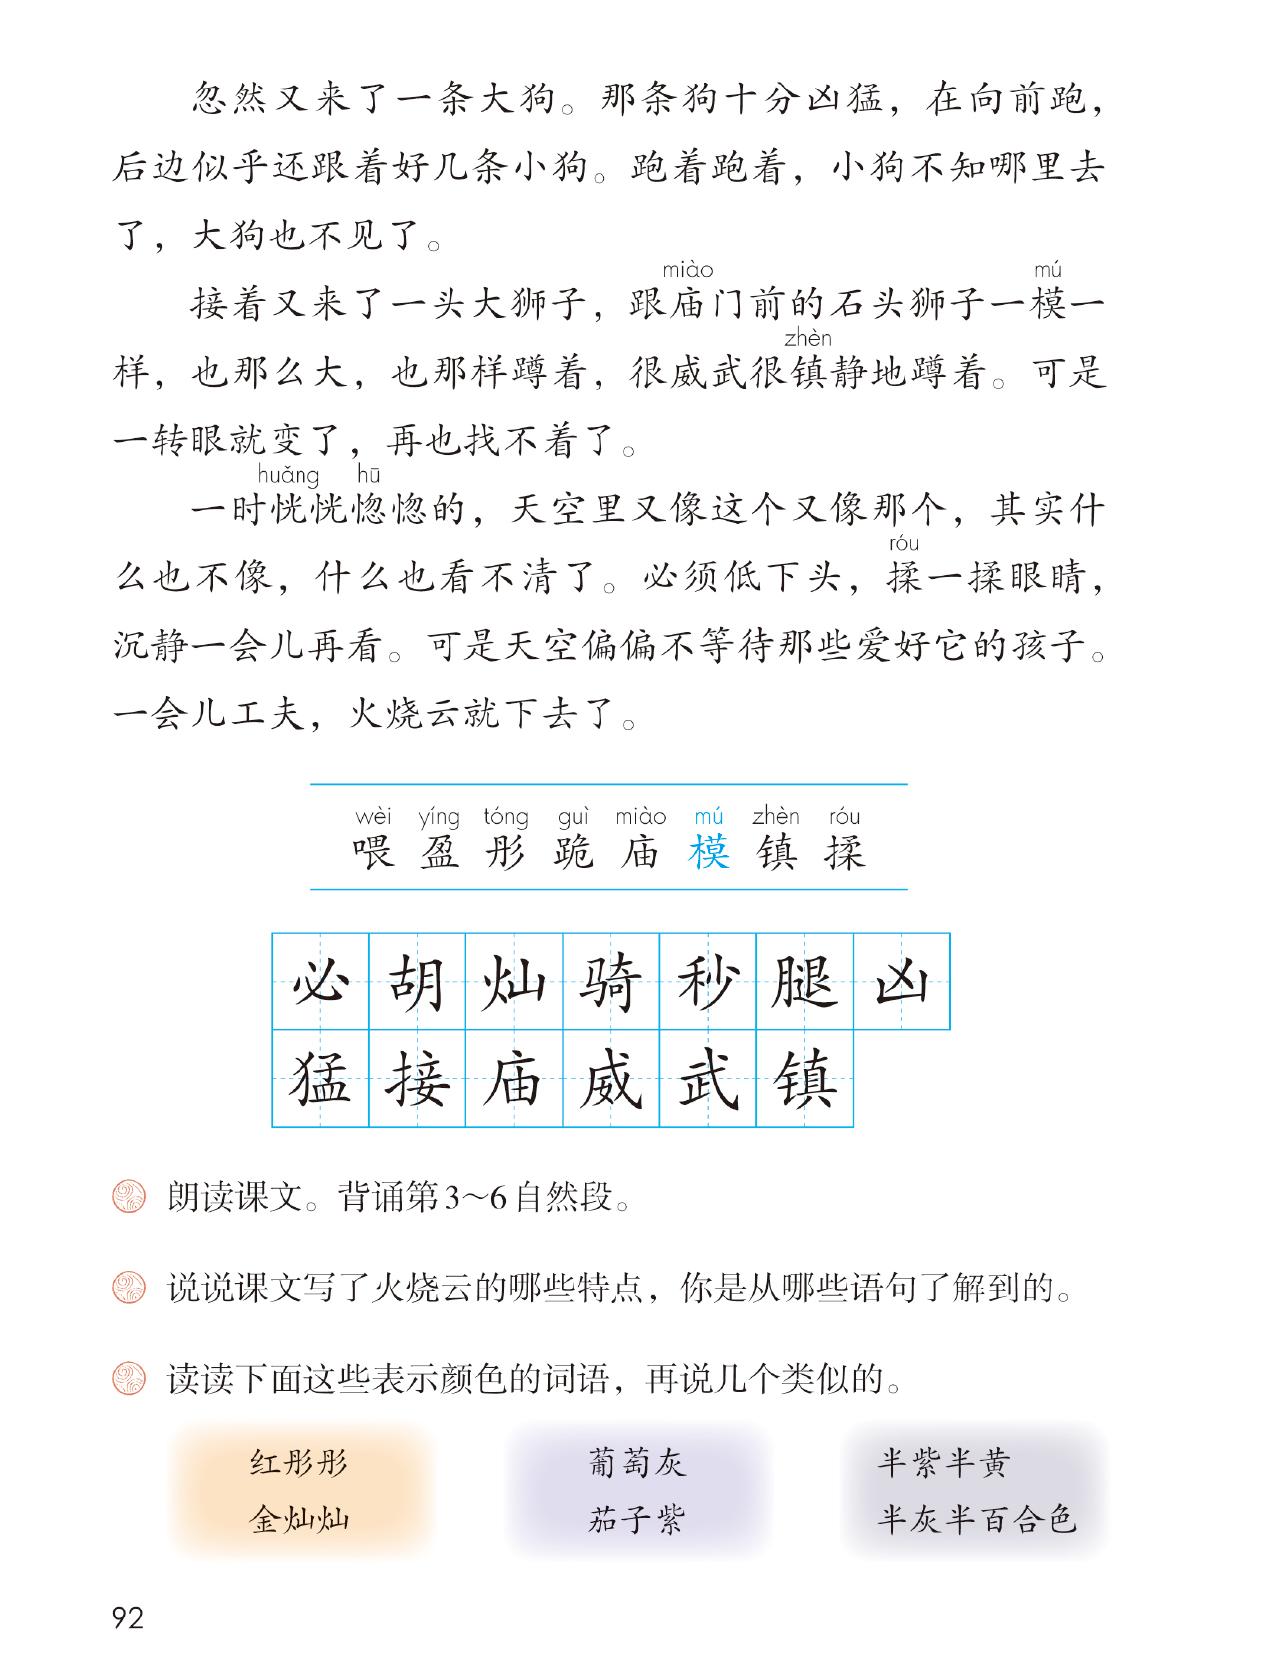 忽然又来了一条大狗。那条狗十分凶猛，在向前跑，
后边似乎还跟着好几条小狗。跑着跑着，小狗不知哪里去
了，大狗也不见了。
miào mú
接着又来了一头大狮子，跟庙门前的石头狮子一模一
zhèn
样，也那么大，也那样蹲着，很威武很镇静地蹲着。可是
一转眼就变了，再也找不着了。
huǎng hū
一时恍恍惚惚的，天空里又像这个又像那个，其实什
róu
么也不像，什么也看不清了。必须低下头，揉一揉眼睛，
沉静一会儿再看。可是天空偏偏不等待那些爱好它的孩子。
一会儿工夫，火烧云就下去了。
wèi yíng tóng guì miào mú zhèn róu
喂 盈 彤 跪 庙 模 镇 揉
必 胡 灿 骑 秒 腿 凶
猛 接 庙 威 武 镇
朗读课文。背诵第3～6自然段。
说说课文写了火烧云的哪些特点，你是从哪些语句了解到的。
读读下面这些表示颜色的词语，再说几个类似的。
红彤彤 葡萄灰 半紫半黄
金灿灿 茄子紫 半灰半百合色
92